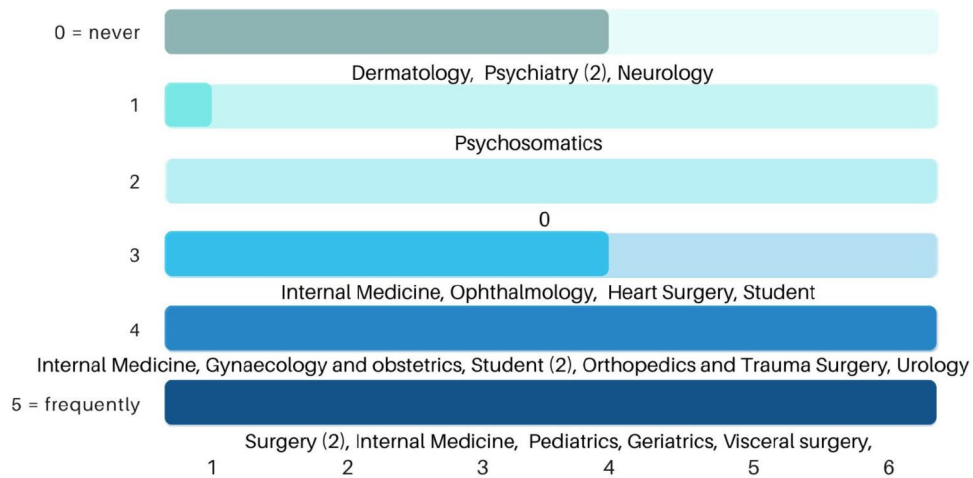 0 = never
Dermatology, Psychiatry (2), Neurology
1
Psychosomatics
2
0
3
Internal Medicine, Ophthalmology, Heart Surgery, Student
4
Internal Medicine, Gynaecology and obstetrics, Student (2), Orthopedics and Trauma Surgery, Urology
5 = frequently
Surgery (2), Internal Medicine, Pediatrics, Geriatrics, Visceral surgery,
1 2 3 4 5 6